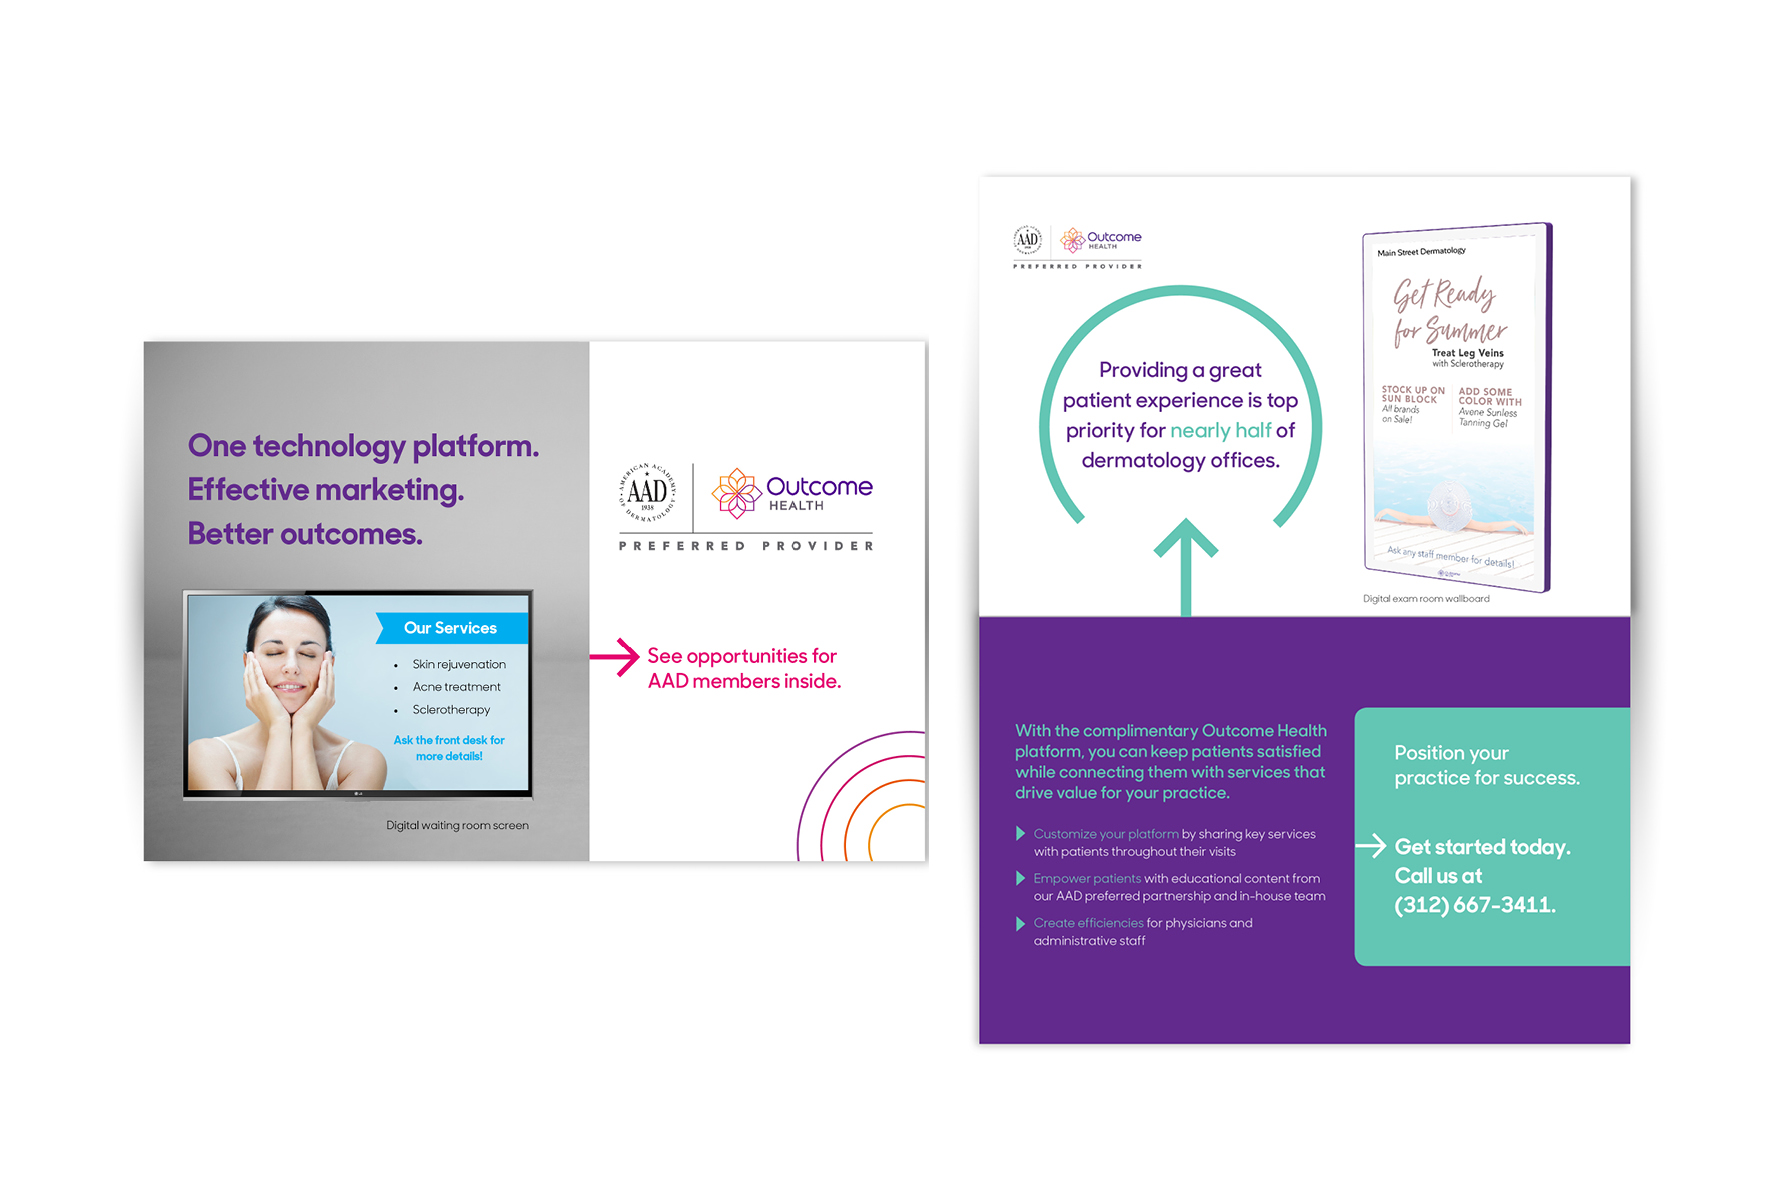 One technology platform.
Effective marketing.
Better outcomes.
Our Services
• Skin rejuvenation
• Acne treatment
• Sclerotherapy
Ask the front desk for
more details!
LG
Digital waiting room screen
AMERICAN ACADEMY OF DERMATOLOGY
AAD
1938
Outcome
HEALTH
PREFERRED PROVIDER
See opportunities for
AAD members inside.
AAD
1938
Outcome
HEALTH
PREFERRED PROVIDER
Providing a great
patient experience is top
priority for nearly half of
dermatology offices.
Main Street Dermatology
Get Ready
for Summer
Treat Leg Veins
with Sclerotherapy
STOCK UP ON
SUN BLOCK
All brands
on Sale!
ADD SOME
COLOR WITH
Avene Sunless
Tanning Gel
Ask any staff member for details!
Digital exam room wallboard
With the complimentary Outcome Health
platform, you can keep patients satisfied
while connecting them with services that
drive value for your practice.
Customize your platform by sharing key services
with patients throughout their visits
Empower patients with educational content from
our AAD preferred partnership and in-house team
Create efficiencies for physicians and
administrative staff
Position your
practice for success.
Get started today.
Call us at
(312) 667-3411.